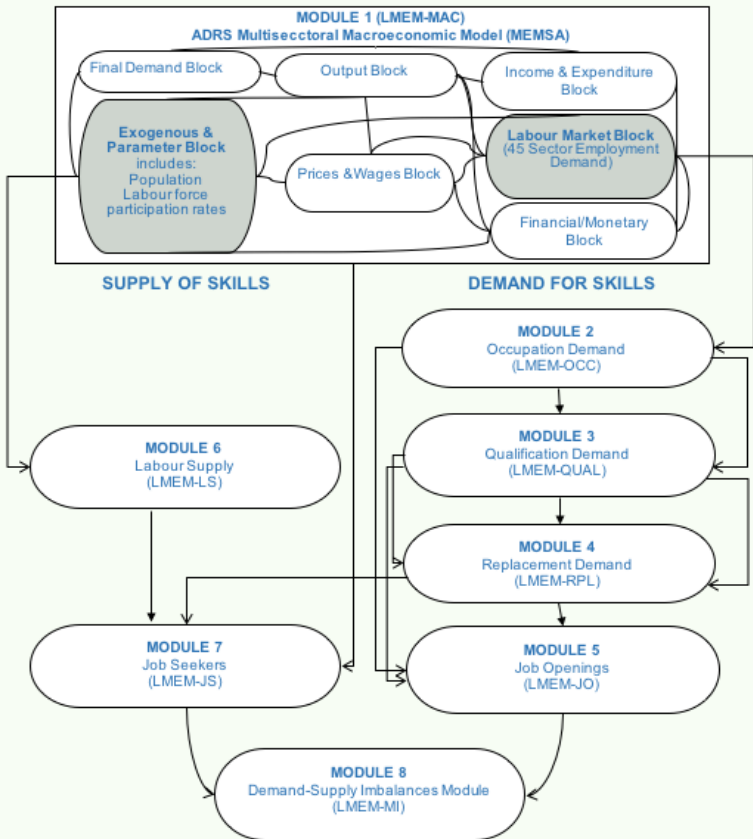 MODULE 1 (LMEM-MAC)
ADRS Multisecctoral Macroeconomic Model (MEMSA)
Final Demand Block
Output Block
Income & Expenditure
Block
Exogenous &
Parameter Block
includes:
Population
Labour force
participation rates
Prices &Wages Block
Labour Market Block
(45 Sector Employment
Demand)
Financial/Monetary
Block
SUPPLY OF SKILLS
DEMAND FOR SKILLS
MODULE 2
Occupation Demand
(LMEM-OCC)
MODULE 3
Qualification Demand
(LMEM-QUAL)
MODULE 6
Labour Supply
(LMEM-LS)
MODULE 4
Replacement Demand
(LMEM-RPL)
MODULE 7
Job Seekers
(LMEM-JS)
MODULE 5
Job Openings
(LMEM-JO)
MODULE 8
Demand-Supply Imbalances Module
(LMEM-MI)